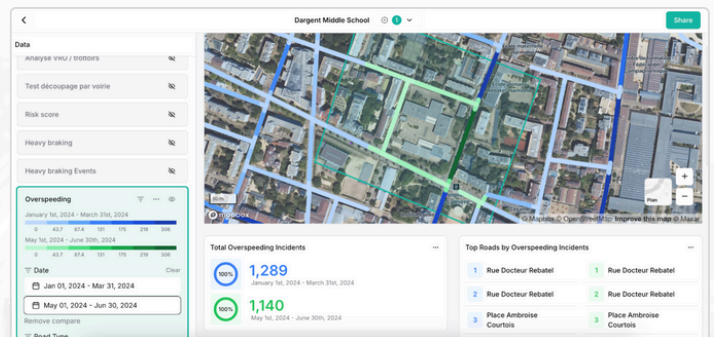 Dargent Middle School
1
Share
Data
Analyse VRU / trottoirs
Test découpage par voirie
Risk score
Heavy braking
Heavy braking Events
Overspeeding
January 1st, 2024 - March 31st, 2024
0 43.7 87.4 131 175 219 306
May 1st, 2024 - June 30th, 2024
0 43.7 87.4 131 175 219 306
Date
Clear
Jan 01, 2024 - Mar 31, 2024
May 01, 2024 - Jun 30, 2024
Remove compare
Road Type
mapbox
Plan
+
−
© Mapbox © OpenStreetMap Improve this map © Maxar
Total Overspeeding Incidents
100%
1,289
January 1st, 2024 - March 31st, 2024
100%
1,140
May 1st, 2024 - June 30th, 2024
Top Roads by Overspeeding Incidents
1 Rue Docteur Rebatel
1 Rue Docteur Rebatel
2 Rue Docteur Rebatel
2 Rue Docteur Rebatel
3 Place Ambroise
Courtois
3 Place Ambroise
Courtois